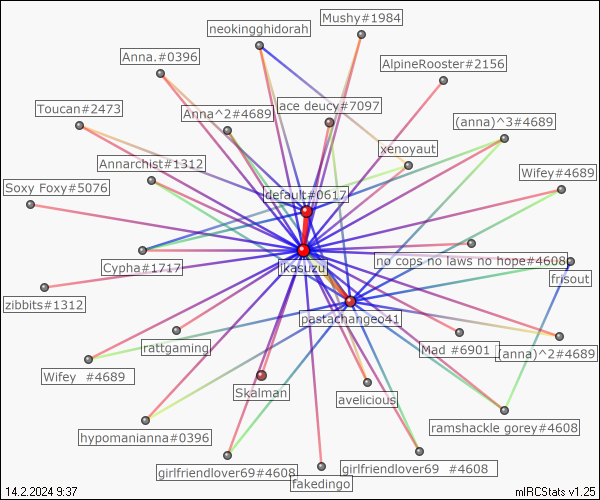 Mushy#1984
neokingghidorah
Anna.#0396
AlpineRooster#2156
Toucan#2473
Anna^2#4689
ace deucy#7097
(anna)^3#4689
xenoyaut
Annarchist#1312
Wifey#4689
Soxy Foxy#5076
default#0617
Cypha#1717
ikasuzu
no cops no laws no hope#4608
frisout
zibbits#1312
pastachangeo41
rattgaming
Mad #6901
(anna)^2#4689
Wifey #4689
Skalman
avelicious
ramshackle gorey#4608
hypomanianna#0396
girlfriendlover69#4608
girlfriendlover69 #4608
fakedingo
14.2.2024 9:37
mIRCStats v1.25